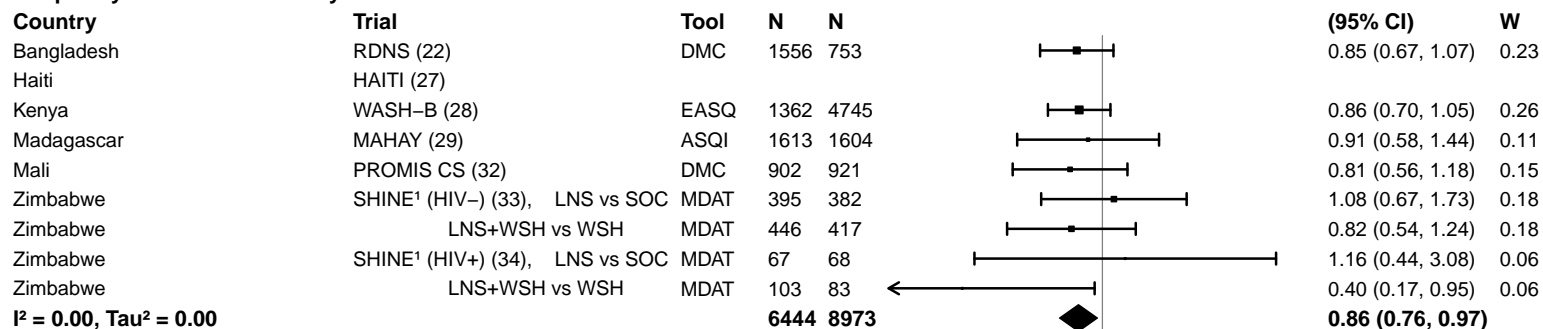 Country Trial Tool N N (95% CI) W
Bangladesh RDNS (22) DMC 1556 753 0.85 (0.67, 1.07) 0.23
Haiti HAITI (27)
Kenya WASH−B (28) EASQ 1362 4745 0.86 (0.70, 1.05) 0.26
Madagascar MAHAY (29) ASQI 1613 1604 0.91 (0.58, 1.44) 0.11
Mali PROMIS CS (32) DMC 902 921 0.81 (0.56, 1.18) 0.15
Zimbabwe SHINE¹ (HIV−) (33), LNS vs SOC MDAT 395 382 1.08 (0.67, 1.73) 0.18
Zimbabwe LNS+WSH vs WSH MDAT 446 417 0.82 (0.54, 1.24) 0.18
Zimbabwe SHINE¹ (HIV+) (34), LNS vs SOC MDAT 67 68 1.16 (0.44, 3.08) 0.06
Zimbabwe LNS+WSH vs WSH MDAT 103 83 0.40 (0.17, 0.95) 0.06
I² = 0.00, Tau² = 0.00 6444 8973 0.86 (0.76, 0.97)